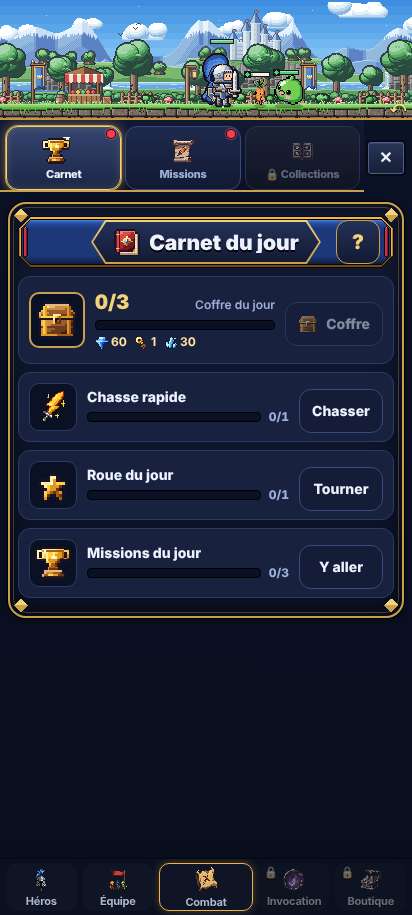 Carnet
Missions
Collections
×
Carnet du jour
?
0/3
Coffre du jour
60 1 30
Coffre
Chasse rapide
0/1
Chasser
Roue du jour
0/1
Tourner
Missions du jour
0/3
Y aller
Héros
Équipe
Combat
Invocation
Boutique